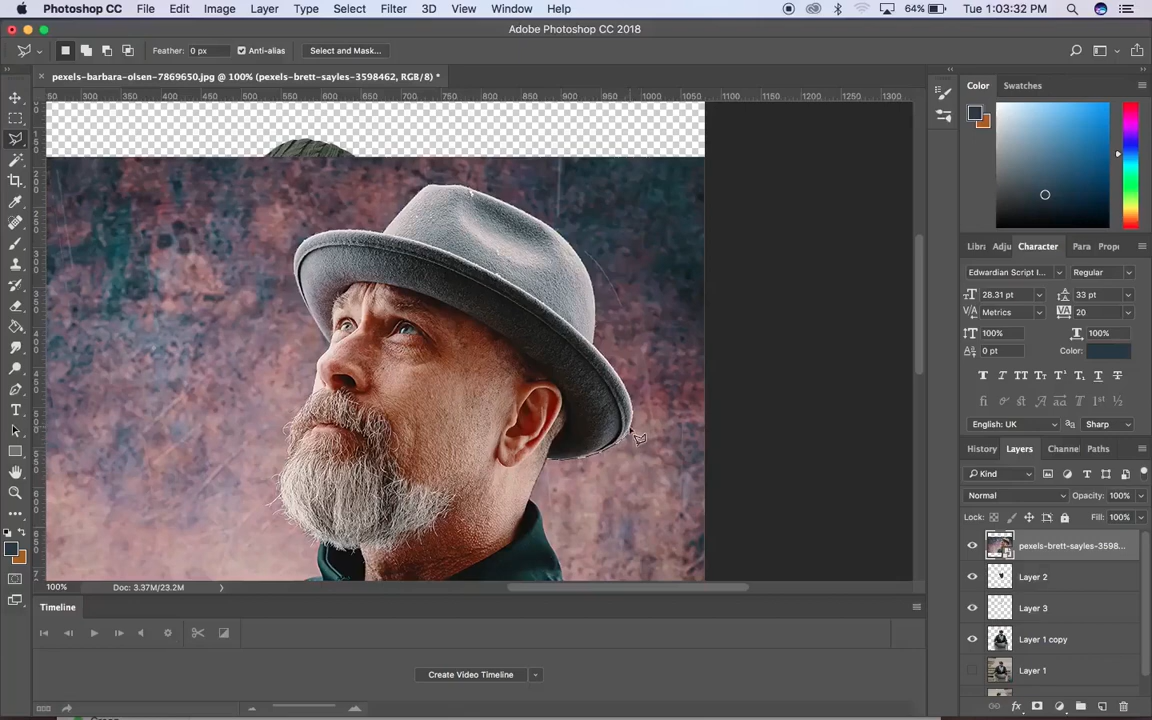 Photoshop CC File Edit Image Layer Type Select Filter 3D View Window Help 64% Tue 1:03:32 PM
Adobe Photoshop CC 2018
Feather: 0 px Anti-alias Select and Mask...
pexels-barbara-olsen-7869650.jpg @ 100% (pexels-brett-sayles-3598462, RGB/8) *
Color Swatches
50 300 350 400 450 500 550 600 650 700 750 800 850 900 950 1000 1050 1100 1150 1200 1250 1300
Libra Adju Character Para Prope
Edwardian Script I... Regular
28.31 pt 33 pt
Metrics 20
100% 100%
0 pt Color:
English: UK Sharp
History Layers Channe Paths
Kind
Normal Opacity: 100%
Lock: Fill: 100%
pexels-brett-sayles-3598...
Layer 2
Layer 3
Layer 1 copy
Layer 1
100% Doc: 3.37M/23.2M
Timeline
Create Video Timeline